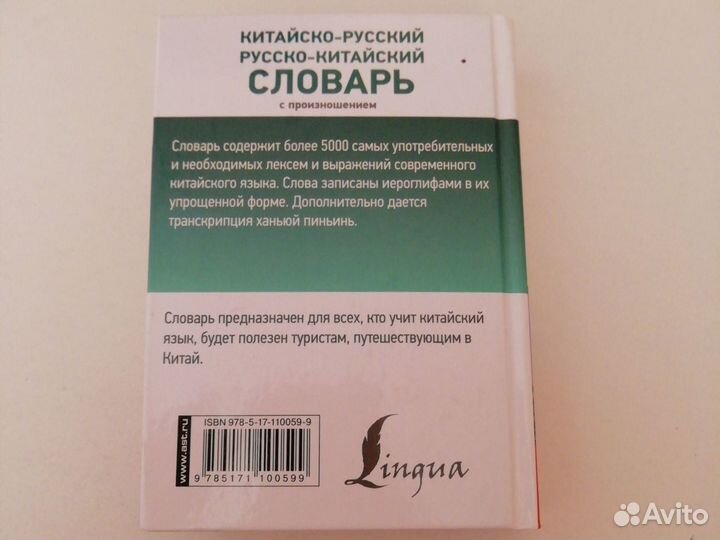 КИТАЙСКО-РУССКИЙ
РУССКО-КИТАЙСКИЙ
СЛОВАРЬ
с произношением
Словарь содержит более 5000 самых употребительных
и необходимых лексем и выражений современного
китайского языка. Слова записаны иероглифами в их
упрощенной форме. Дополнительно дается
транскрипция ханьюй пиньинь.
Словарь предназначен для всех, кто учит китайский
язык, будет полезен туристам, путешествующим в
Китай.
www.ast.ru
ISBN 978-5-17-110059-9
9 785171 100599
Lingua
Avito